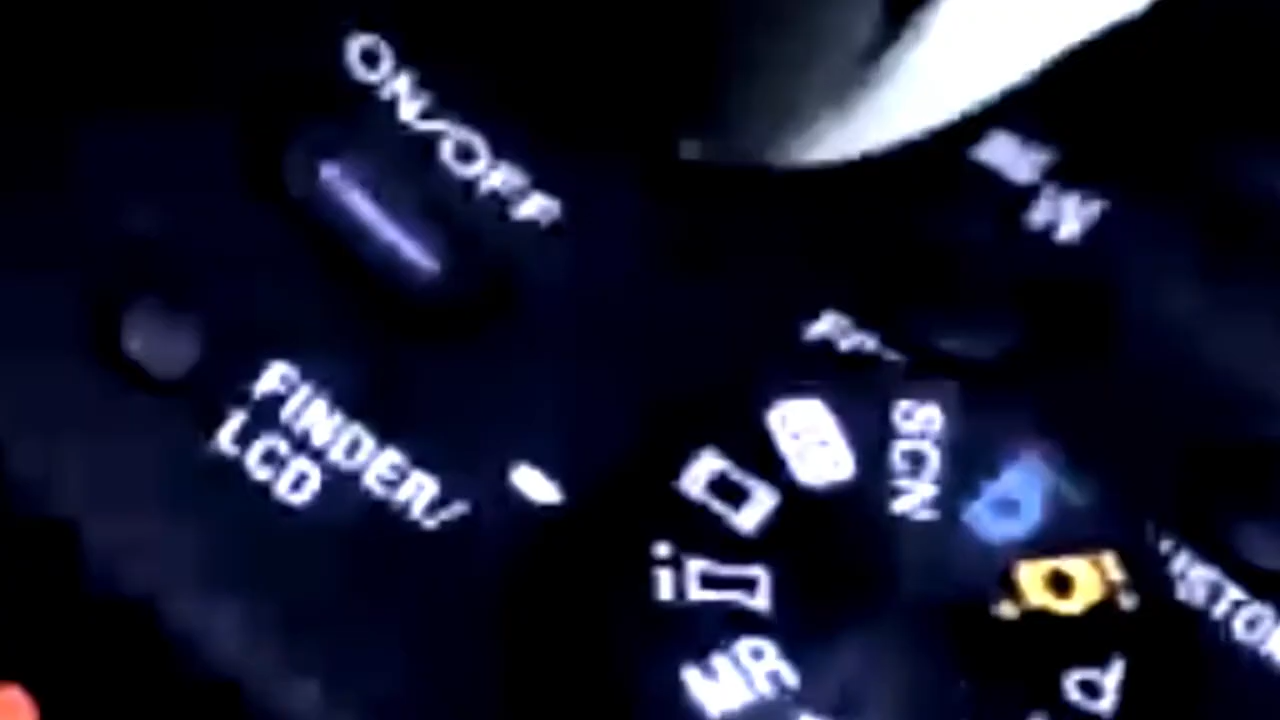 ON/OFF
FINDER/
LCD
SCN
i
MR
P